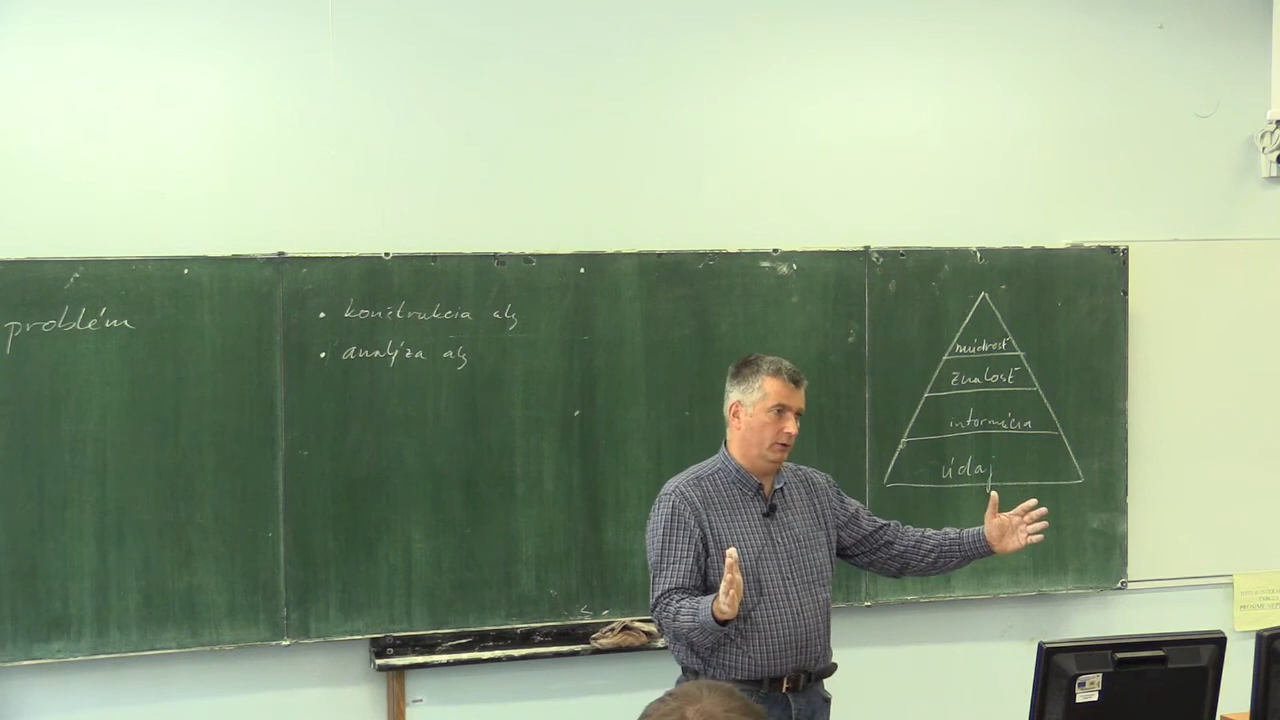 problém
• konštrukcia alg
• analýza alg
múdrosť
znalosť
informácia
údaj